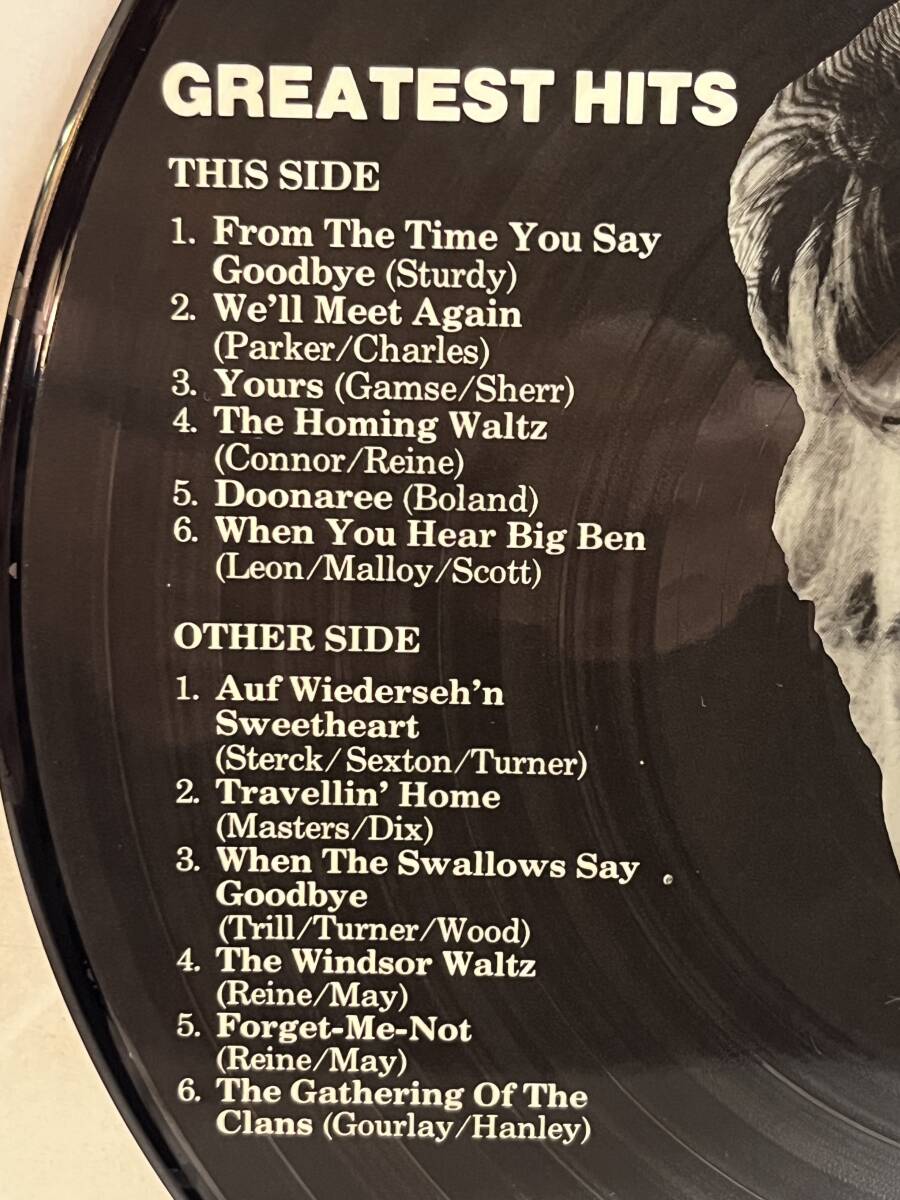 GREATEST HITS
THIS SIDE
1. From The Time You Say
Goodbye (Sturdy)
2. We'll Meet Again
(Parker/Charles)
3. Yours (Gamse/Sherr)
4. The Homing Waltz
(Connor/Reine)
5. Doonaree (Boland)
6. When You Hear Big Ben
(Leon/Malloy/Scott)
OTHER SIDE
1. Auf Wiederseh'n
Sweetheart
(Sterck/Sexton/Turner)
2. Travellin' Home
(Masters/Dix)
3. When The Swallows Say
Goodbye
(Trill/Turner/Wood)
4. The Windsor Waltz
(Reine/May)
5. Forget-Me-Not
(Reine/May)
6. The Gathering Of The
Clans (Gourlay/Hanley)